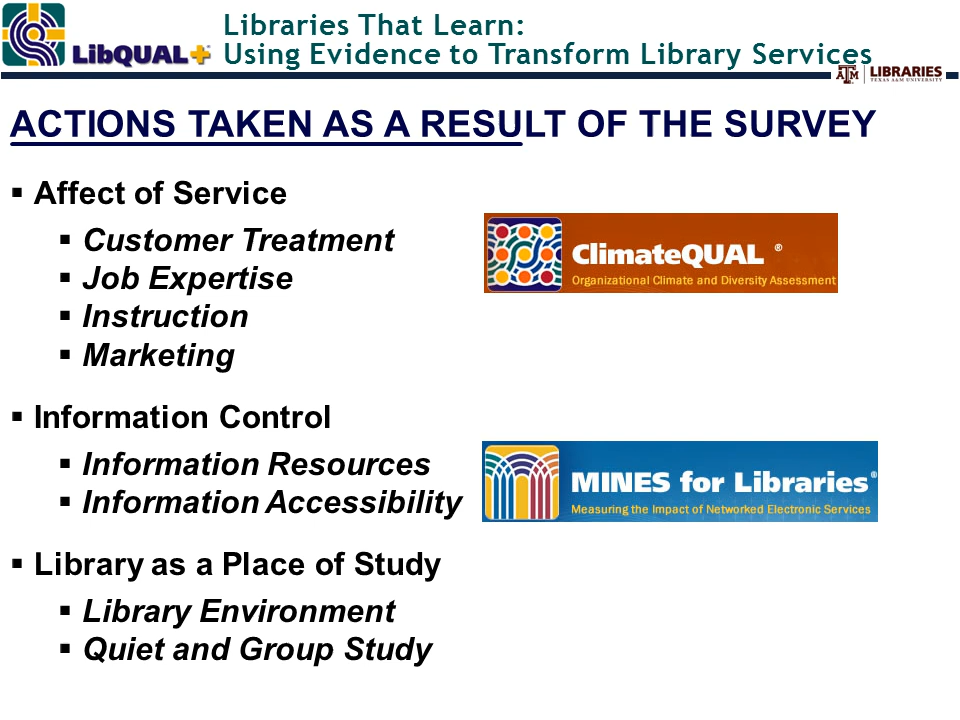 Libraries That Learn:
LibQUAL+ Using Evidence to Transform Library Services
ATM LIBRARIES
TEXAS A&M UNIVERSITY
ACTIONS TAKEN AS A RESULT OF THE SURVEY
▪ Affect of Service
▪ Customer Treatment
▪ Job Expertise
▪ Instruction
▪ Marketing
ClimateQUAL ®
Organizational Climate and Diversity Assessment
▪ Information Control
▪ Information Resources
▪ Information Accessibility
MINES for Libraries®
Measuring the Impact of Networked Electronic Services
▪ Library as a Place of Study
▪ Library Environment
▪ Quiet and Group Study